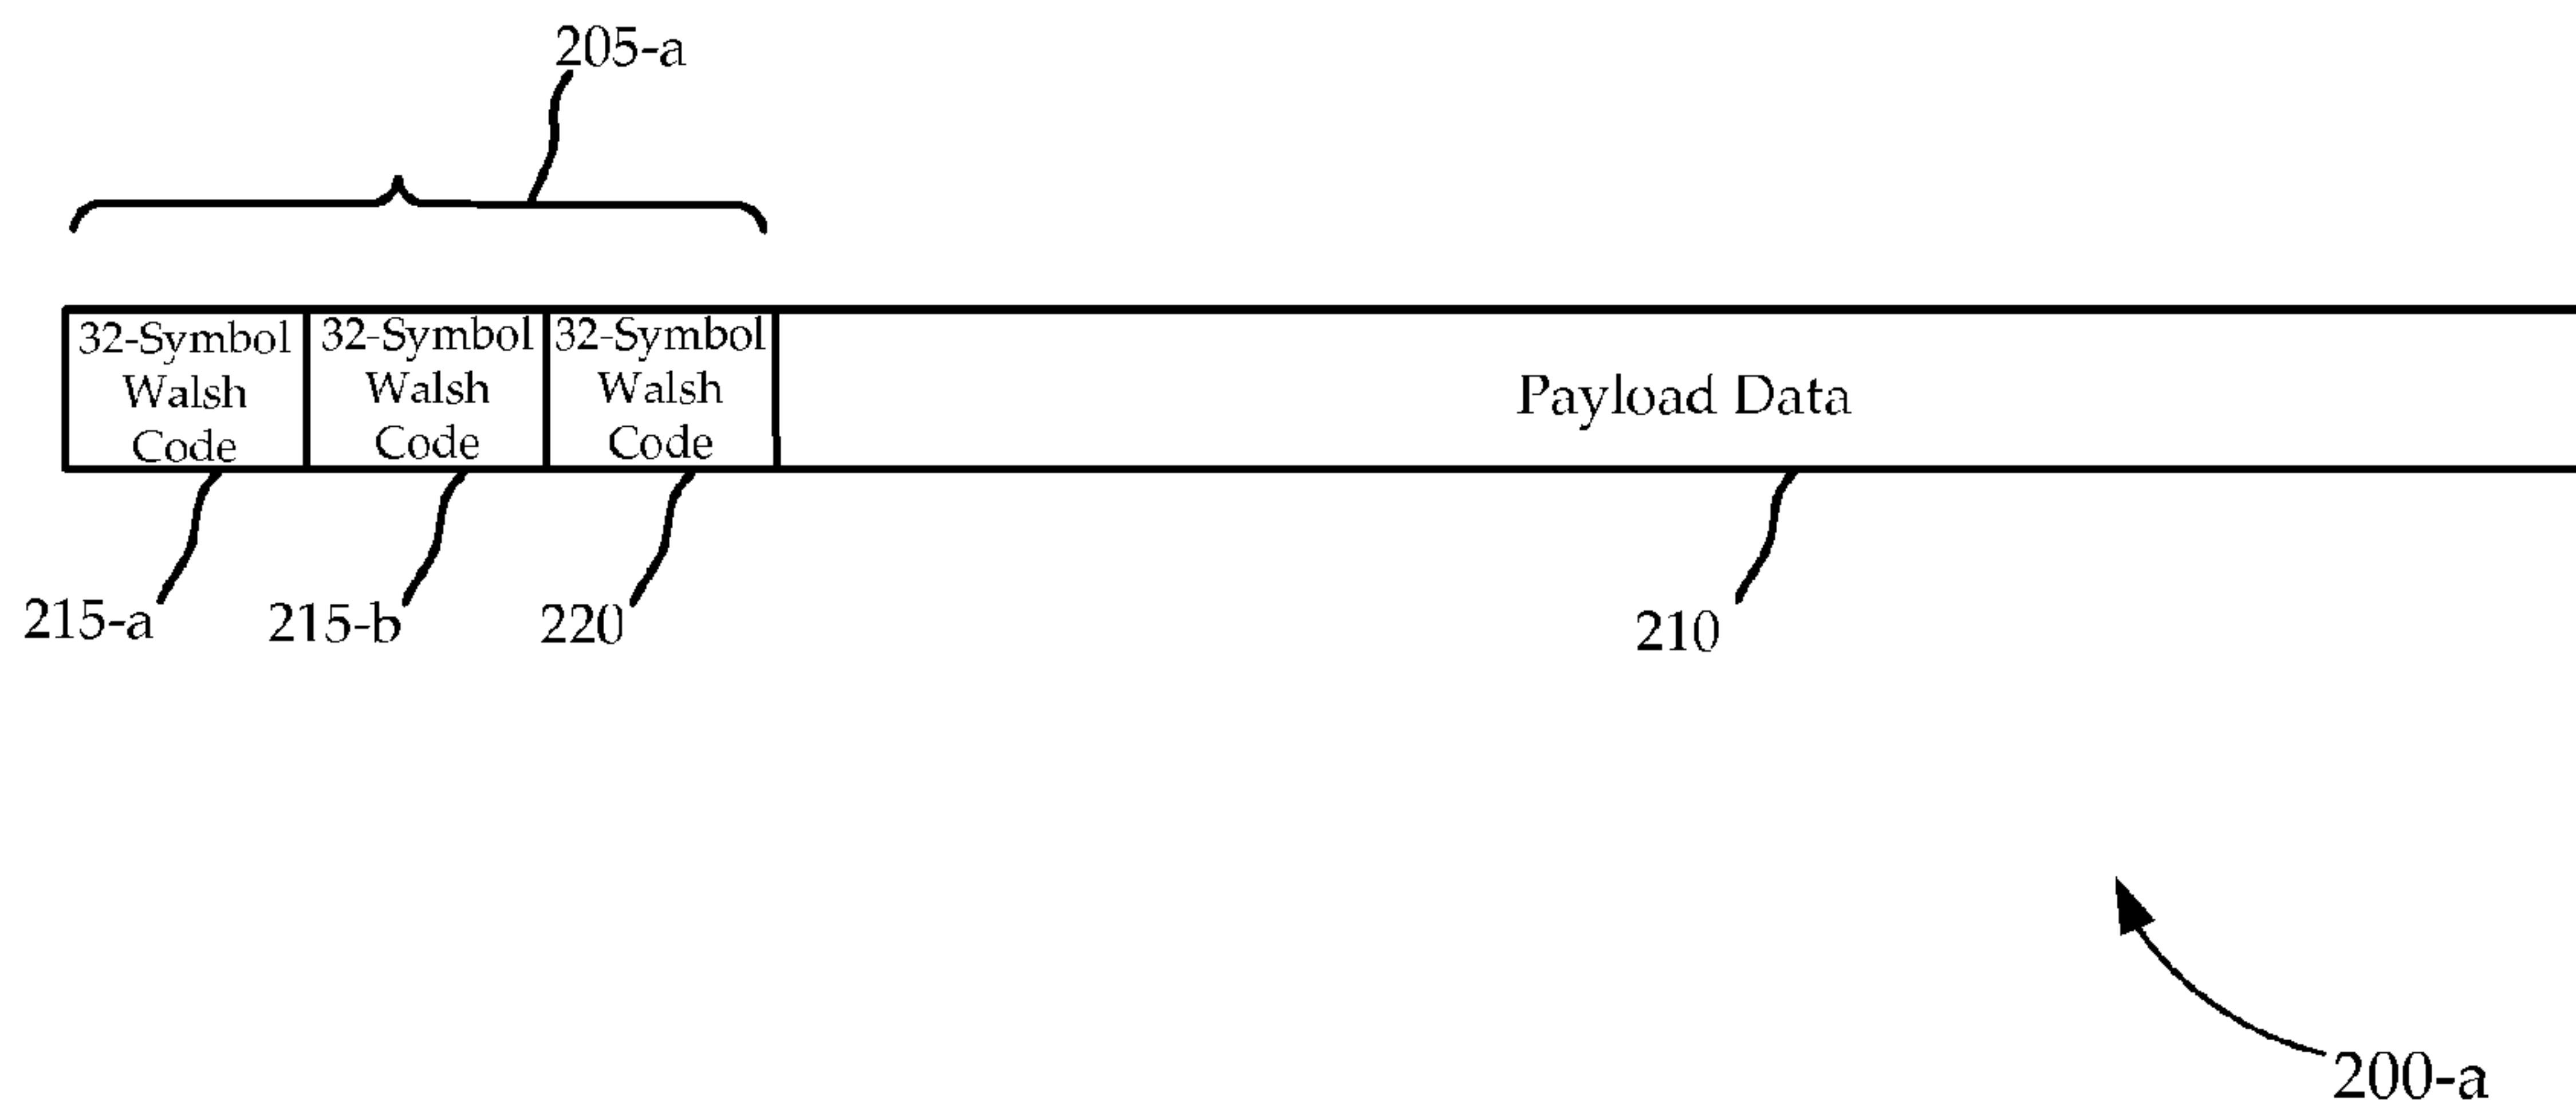 205-a
32-Symbol
Walsh
Code
32-Symbol
Walsh
Code
32-Symbol
Walsh
Code
Payload Data
215-a
215-b
220
210
200-a